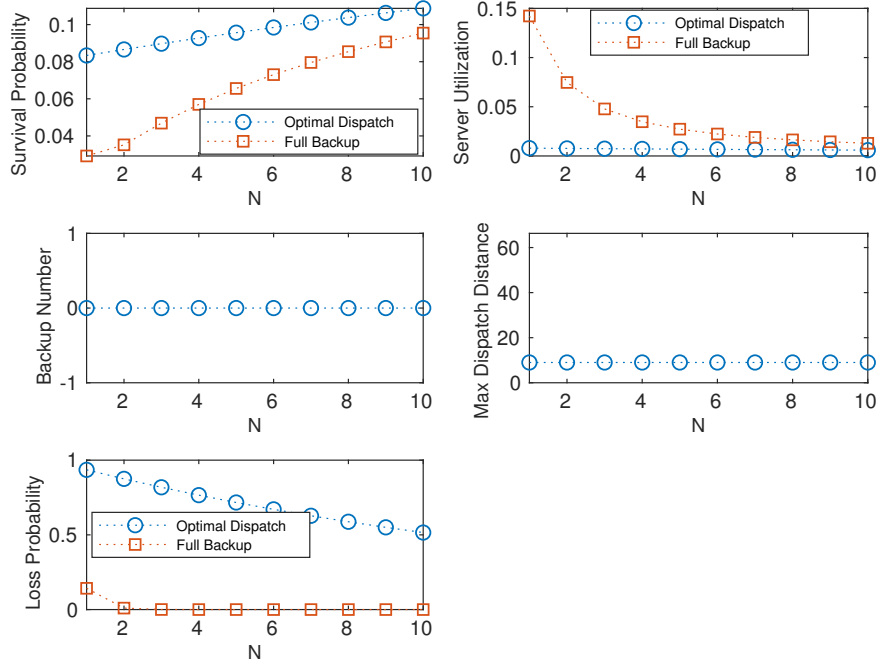 Survival Probability
0.1
0.08
0.06
0.04
2 4 6 8 10
N
Optimal Dispatch
Full Backup
Server Utilization
0.15
0.1
0.05
0
2 4 6 8 10
N
Optimal Dispatch
Full Backup
Backup Number
1
0
-1
2 4 6 8 10
N
Max Dispatch Distance
60
40
20
0
2 4 6 8 10
N
Loss Probability
1
0.5
0
2 4 6 8 10
N
Optimal Dispatch
Full Backup